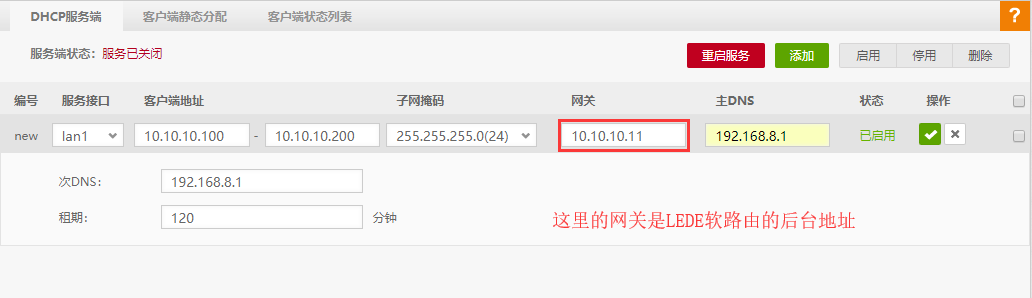 DHCP服务端 客户端静态分配 客户端状态列表 ?
服务端状态：服务已关闭 重启服务 添加 启用 停用 删除
编号 服务接口 客户端地址 子网掩码 网关 主DNS 状态 操作
new lan1 10.10.10.100 - 10.10.10.200 255.255.255.0(24) 10.10.10.11 192.168.8.1 已启用
次DNS： 192.168.8.1
租期： 120 分钟 这里的网关是LEDE软路由的后台地址